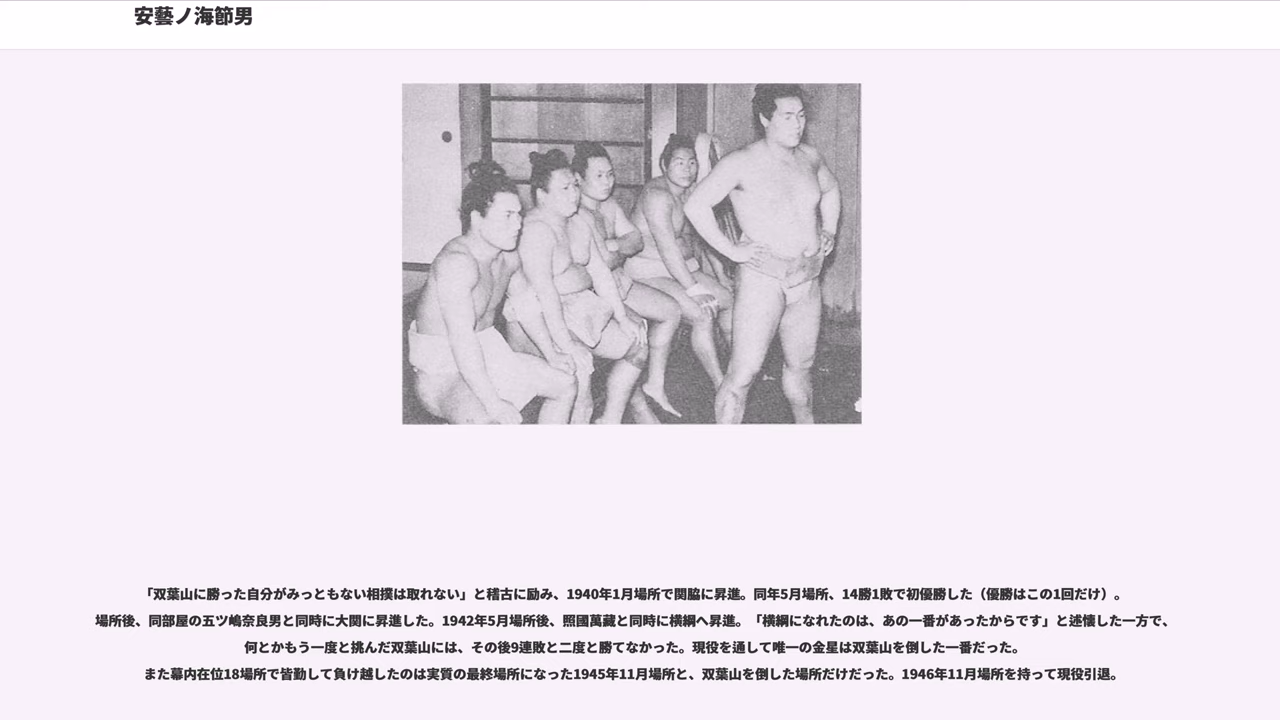 安藝ノ海節男
「双葉山に勝った自分がみっともない相撲は取れない」と稽古に励み、1940年1月場所で関脇に昇進。同年5月場所、14勝1敗で初優勝した（優勝はこの1回だけ）。
場所後、同部屋の五ツ嶋奈良男と同時に大関に昇進した。1942年5月場所後、照國萬藏と同時に横綱へ昇進。「横綱になれたのは、あの一番があったからです」と述懐した一方で、
何とかもう一度と挑んだ双葉山には、その後9連敗と二度と勝てなかった。現役を通して唯一の金星は双葉山を倒した一番だった。
また幕内在位18場所で皆勤して負け越したのは実質の最終場所になった1945年11月場所と、双葉山を倒した場所だけだった。1946年11月場所を持って現役引退。